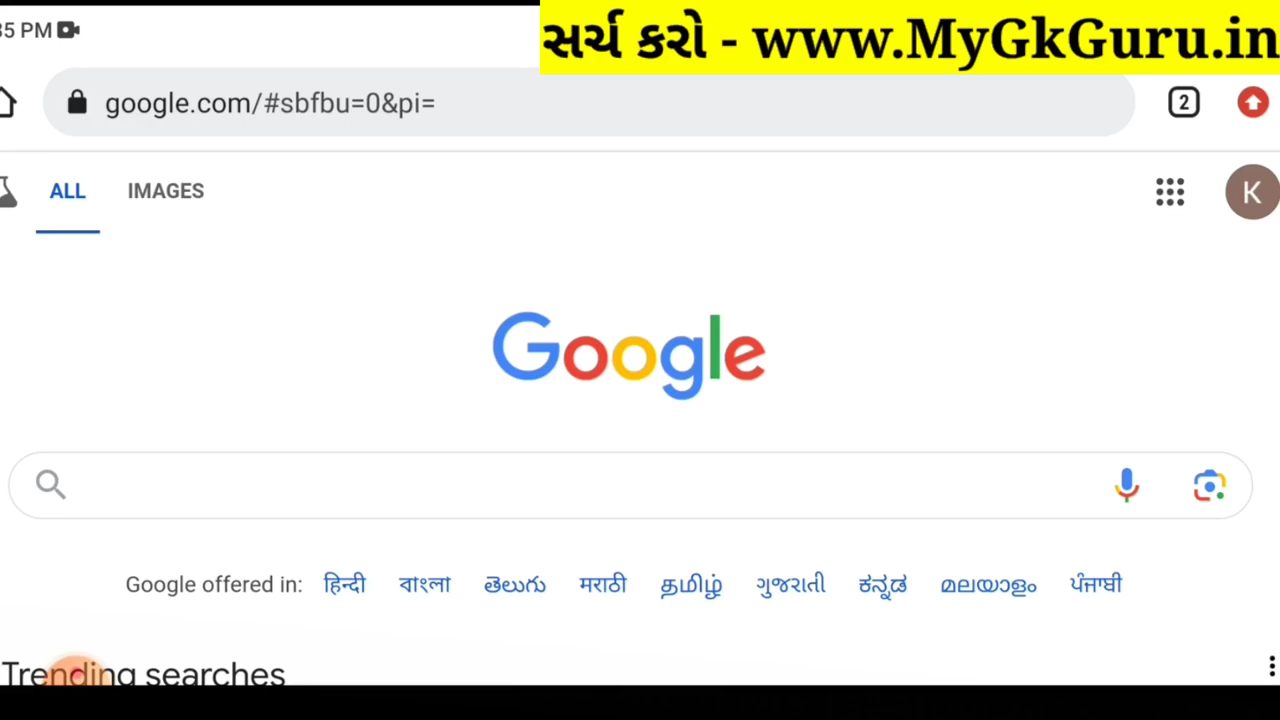 35 PM
સર્ચ કરો - www.MyGkGuru.in
google.com/#sbfbu=0&pi=
2
ALL IMAGES
K
Google
Google offered in: हिन्दी বাংলা తెలుగు मराठी தமிழ் ગુજરાતી ಕನ್ನಡ മലയാളം ਪੰਜਾਬੀ
Trending searches